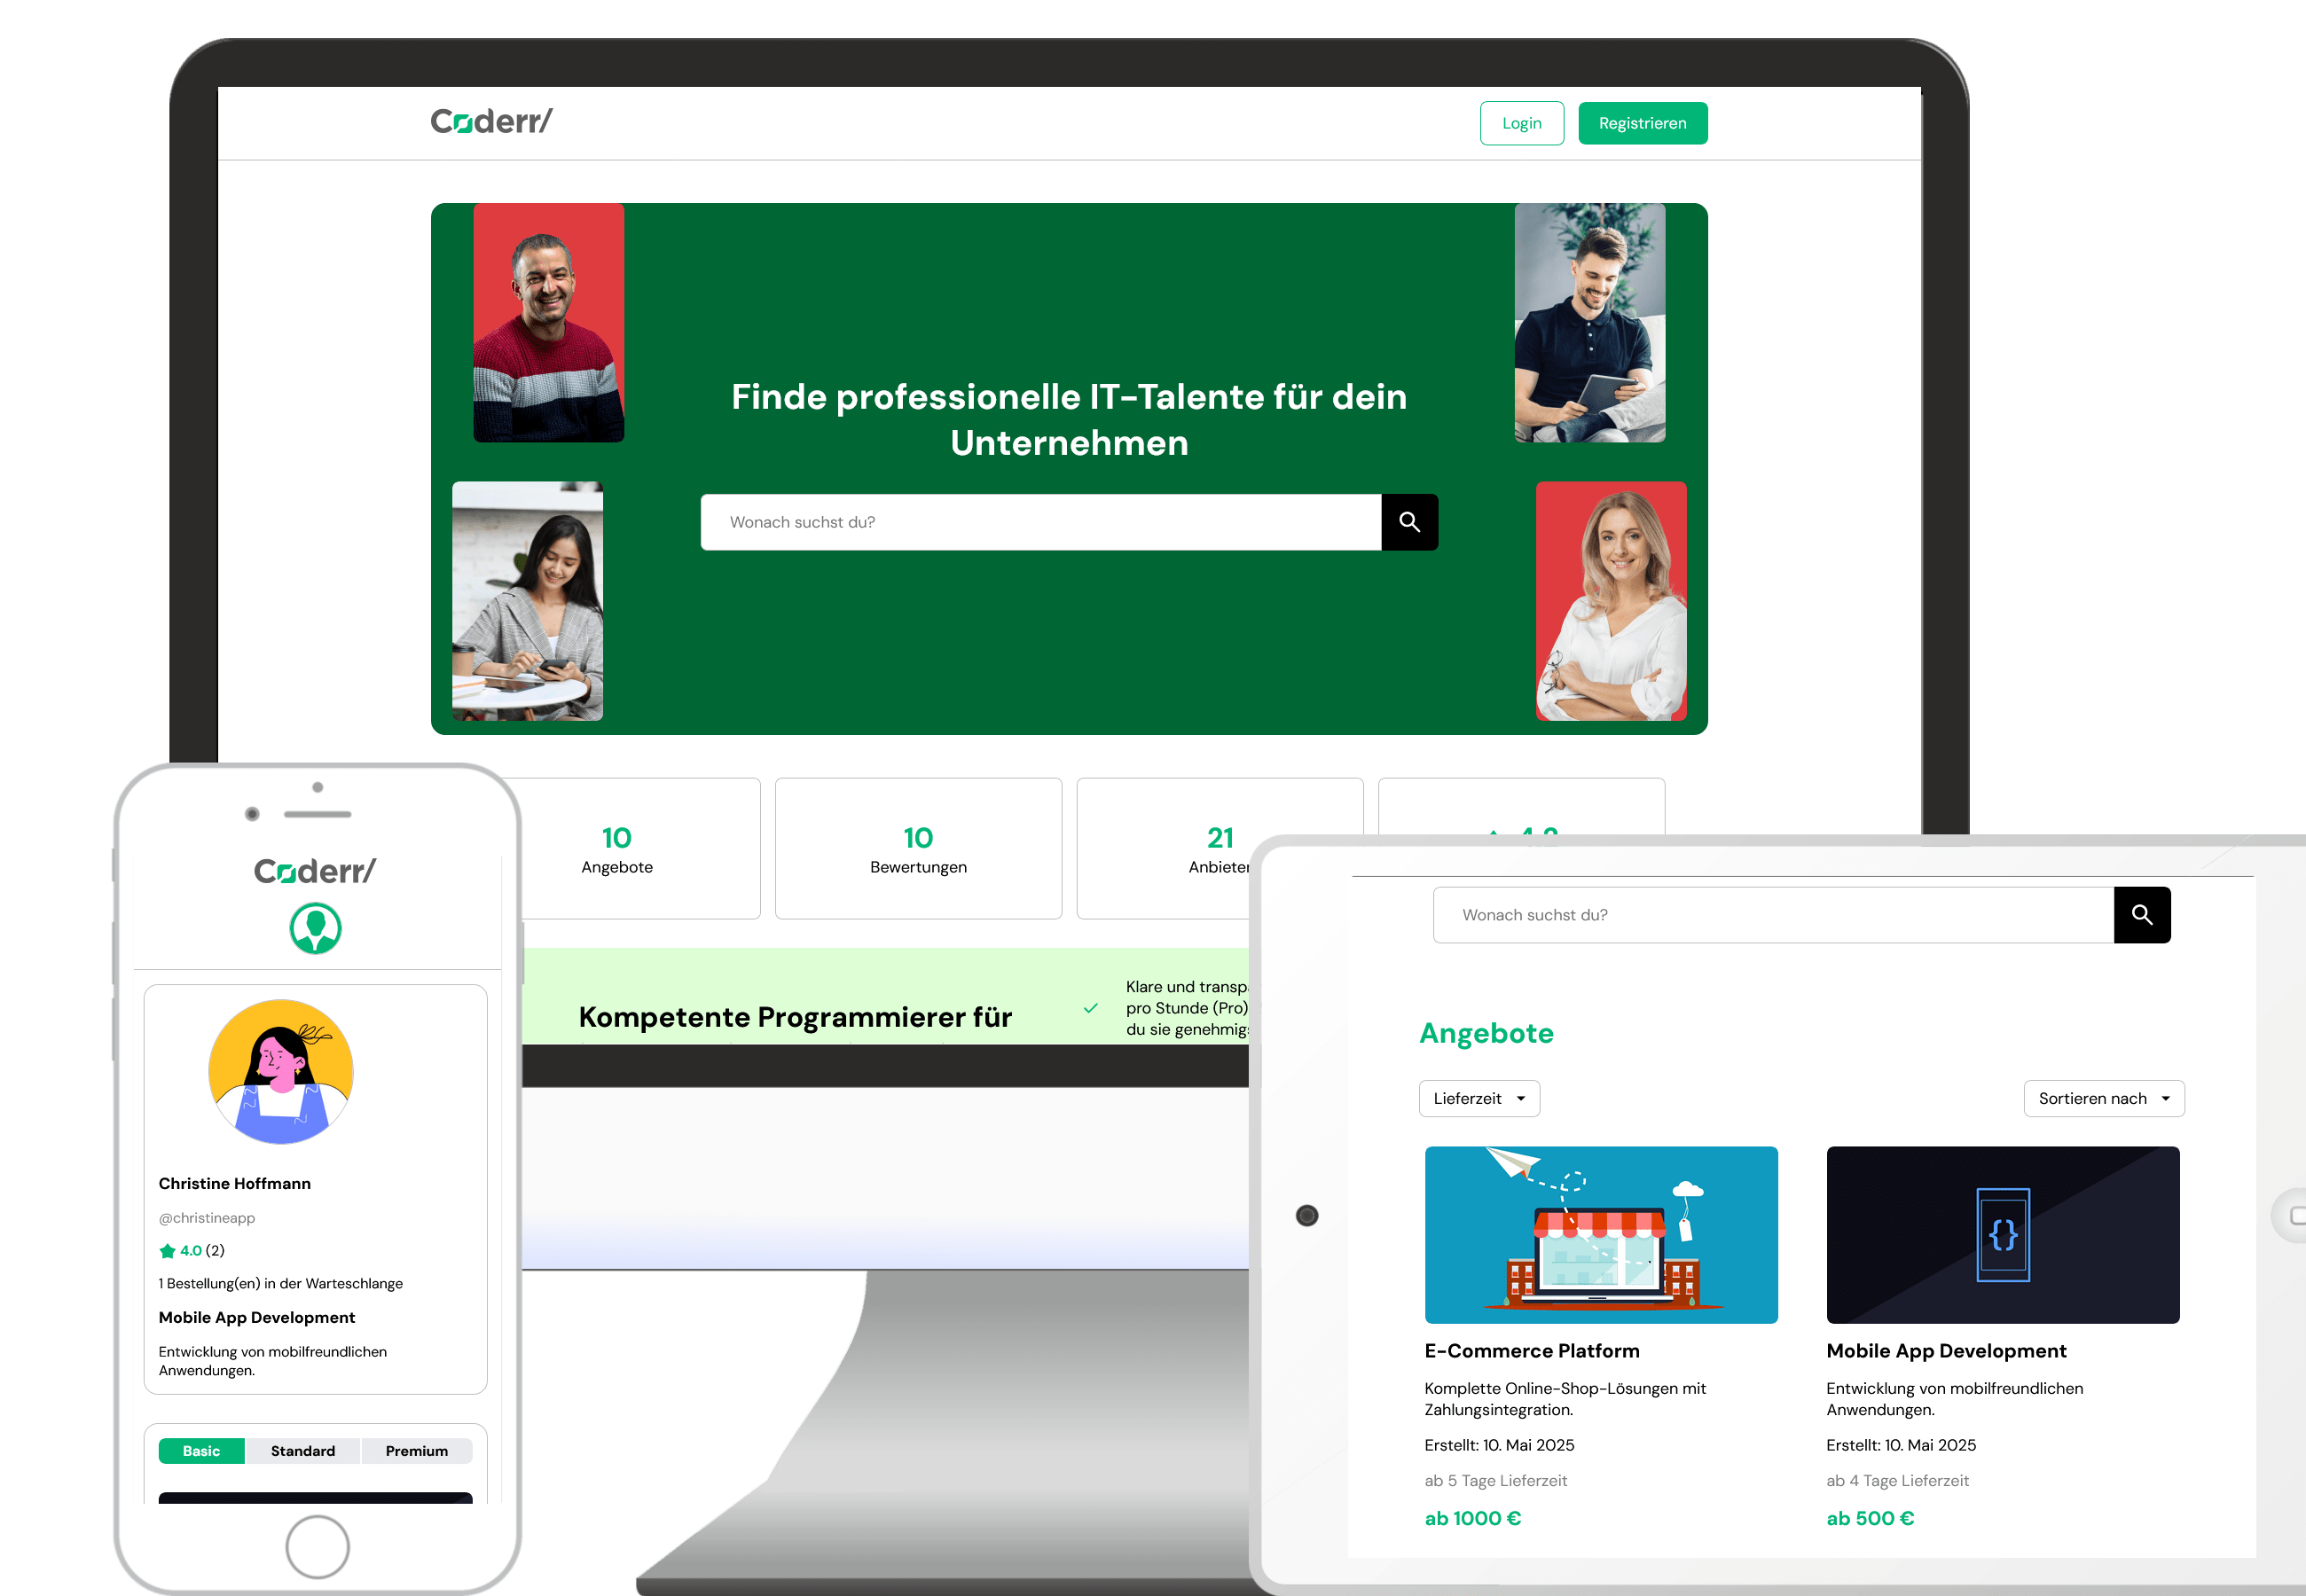 Coderr/
Login
Registrieren
Finde professionelle IT-Talente für dein
Unternehmen
Wonach suchst du?
10
Angebote
10
Bewertungen
21
Kompetente Programmierer für
Klare und
pro Stunde (Pro)
du sie
Coderr/
Christine Hoffmann
@christineapp
4.0 (2)
1 Bestellung(en) in der Warteschlange
Mobile App Development
Entwicklung von mobilfreundlichen
Anwendungen.
Basic
Standard
Premium
Wonach suchst du?
Angebote
Lieferzeit
Sortieren nach
{}
E-Commerce Platform
Komplette Online-Shop-Lösungen mit
Zahlungsintegration.
Erstellt: 10. Mai 2025
ab 5 Tage Lieferzeit
ab 1000 €
Mobile App Development
Entwicklung von mobilfreundlichen
Anwendungen.
Erstellt: 10. Mai 2025
ab 4 Tage Lieferzeit
ab 500 €